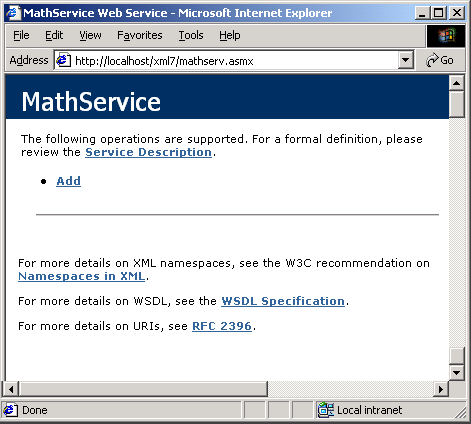 MathService Web Service - Microsoft Internet Explorer
File Edit View Favorites Tools Help
Address http://localhost/xml7/mathserv.asmx Go
MathService
The following operations are supported. For a formal definition, please
review the Service Description.
• Add
For more details on XML namespaces, see the W3C recommendation on
Namespaces in XML.
For more details on WSDL, see the WSDL Specification.
For more details on URIs, see RFC 2396.
Done Local intranet